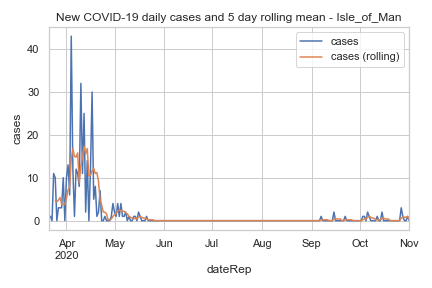 New COVID-19 daily cases and 5 day rolling mean - Isle_of_Man
cases
cases (rolling)
cases
40
30
20
10
0
Apr May Jun Jul Aug Sep Oct Nov
2020
dateRep